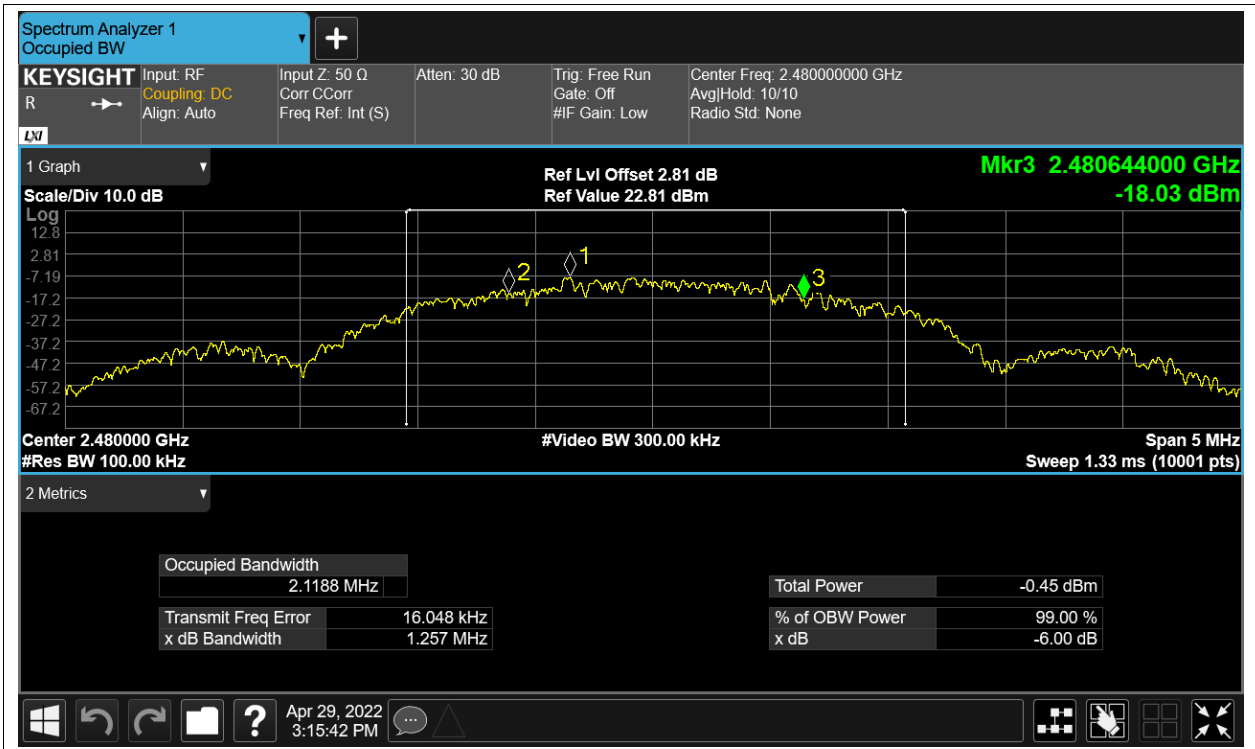 Spectrum Analyzer 1
Occupied BW
KEYSIGHT
R
LXI
Input: RF
Coupling: DC
Align: Auto
Input Z: 50 Ω
Corr CCorr
Freq Ref: Int (S)
Atten: 30 dB
Trig: Free Run
Gate: Off
#IF Gain: Low
Center Freq: 2.480000000 GHz
Avg|Hold: 10/10
Radio Std: None
1 Graph
Scale/Div 10.0 dB
Ref Lvl Offset 2.81 dB
Ref Value 22.81 dBm
Mkr3 2.480644000 GHz
-18.03 dBm
Log
12.8
2.81
-7.19
-17.2
-27.2
-37.2
-47.2
-57.2
-67.2
2
1
3
Center 2.480000 GHz
#Res BW 100.00 kHz
#Video BW 300.00 kHz
Span 5 MHz
Sweep 1.33 ms (10001 pts)
2 Metrics
Occupied Bandwidth
2.1188 MHz
Transmit Freq Error 16.048 kHz
x dB Bandwidth 1.257 MHz
Total Power -0.45 dBm
% of OBW Power 99.00 %
x dB -6.00 dB
Apr 29, 2022
3:15:42 PM